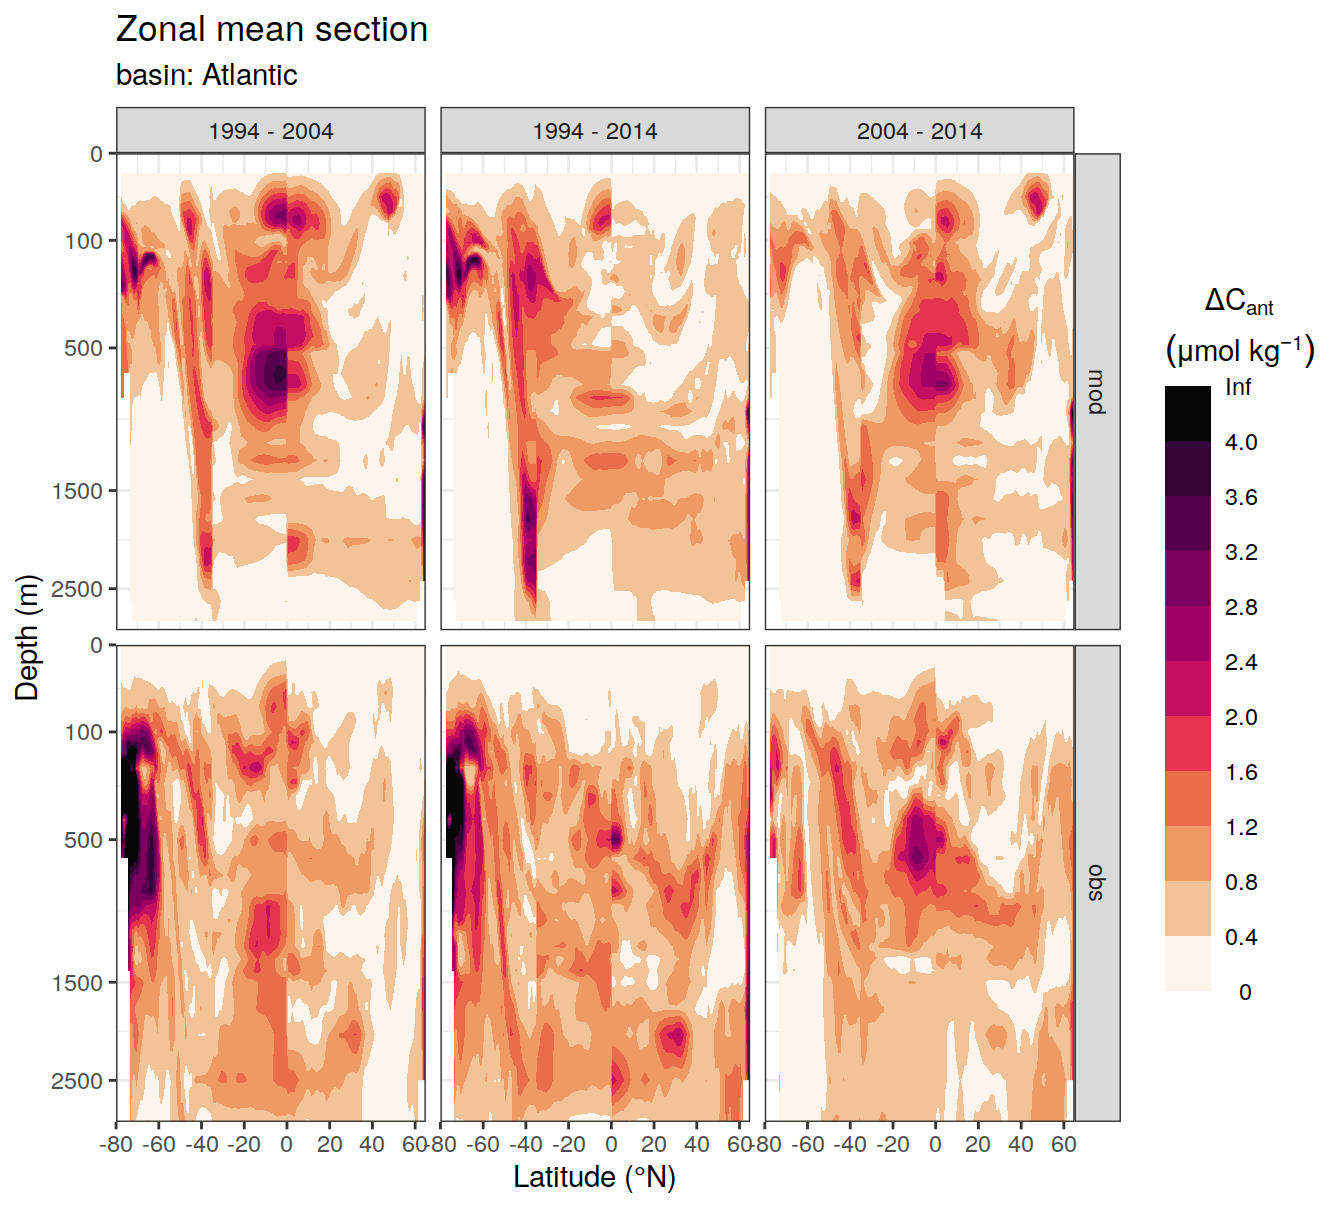 Zonal mean section
basin: Atlantic
1994 - 2004
1994 - 2014
2004 - 2014
0
100
500
1500
2500
mod
0
100
500
1500
2500
obs
Depth (m)
-80 -60 -40 -20 0 20 40 60
-80 -60 -40 -20 0 20 40 60
-80 -60 -40 -20 0 20 40 60
Latitude (°N)
ΔCant
(μmol kg⁻¹)
Inf
4.0
3.6
3.2
2.8
2.4
2.0
1.6
1.2
0.8
0.4
0